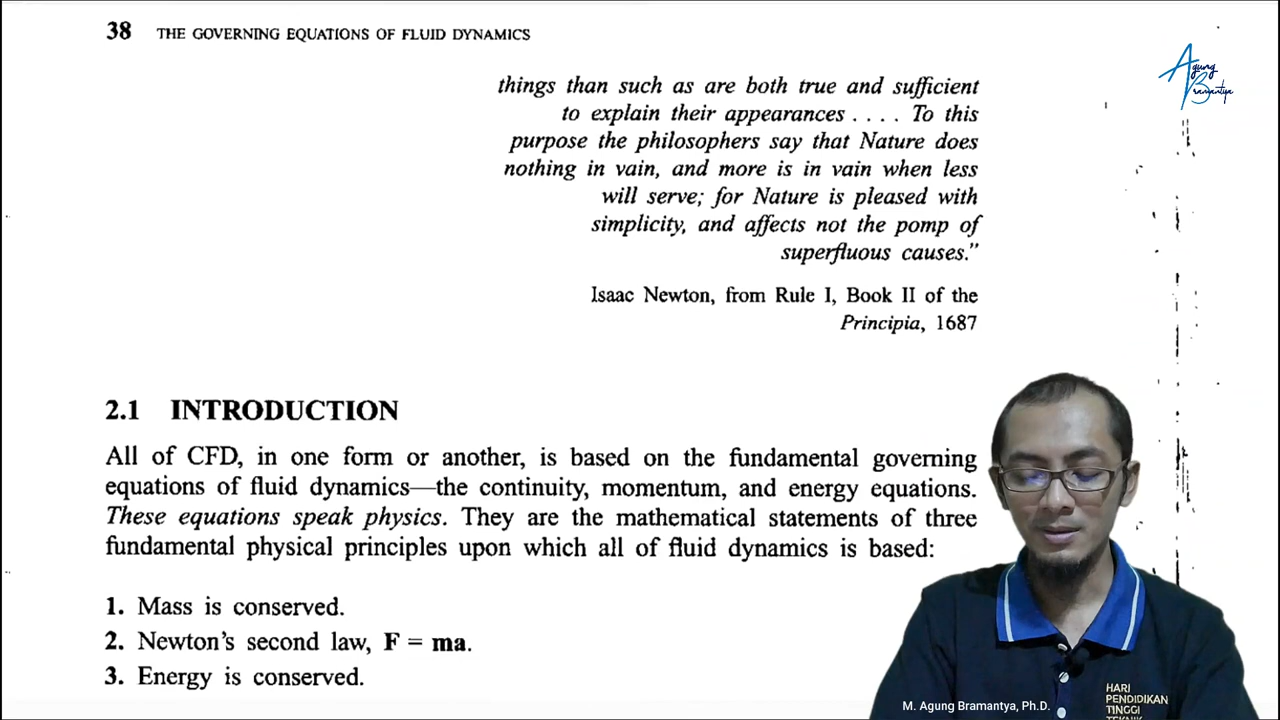 38 THE GOVERNING EQUATIONS OF FLUID DYNAMICS
Agung
Bramantya
things than such as are both true and sufficient
to explain their appearances . . . . To this
purpose the philosophers say that Nature does
nothing in vain, and more is in vain when less
will serve; for Nature is pleased with
simplicity, and affects not the pomp of
superfluous causes.”
Isaac Newton, from Rule I, Book II of the
Principia, 1687
2.1 INTRODUCTION
All of CFD, in one form or another, is based on the fundamental governing
equations of fluid dynamics—the continuity, momentum, and energy equations.
These equations speak physics. They are the mathematical statements of three
fundamental physical principles upon which all of fluid dynamics is based:
1. Mass is conserved.
2. Newton’s second law, F = ma.
3. Energy is conserved.
HARI
PENDIDIKAN
TINGGI
TEKNIK
M. Agung Bramantya, Ph.D.